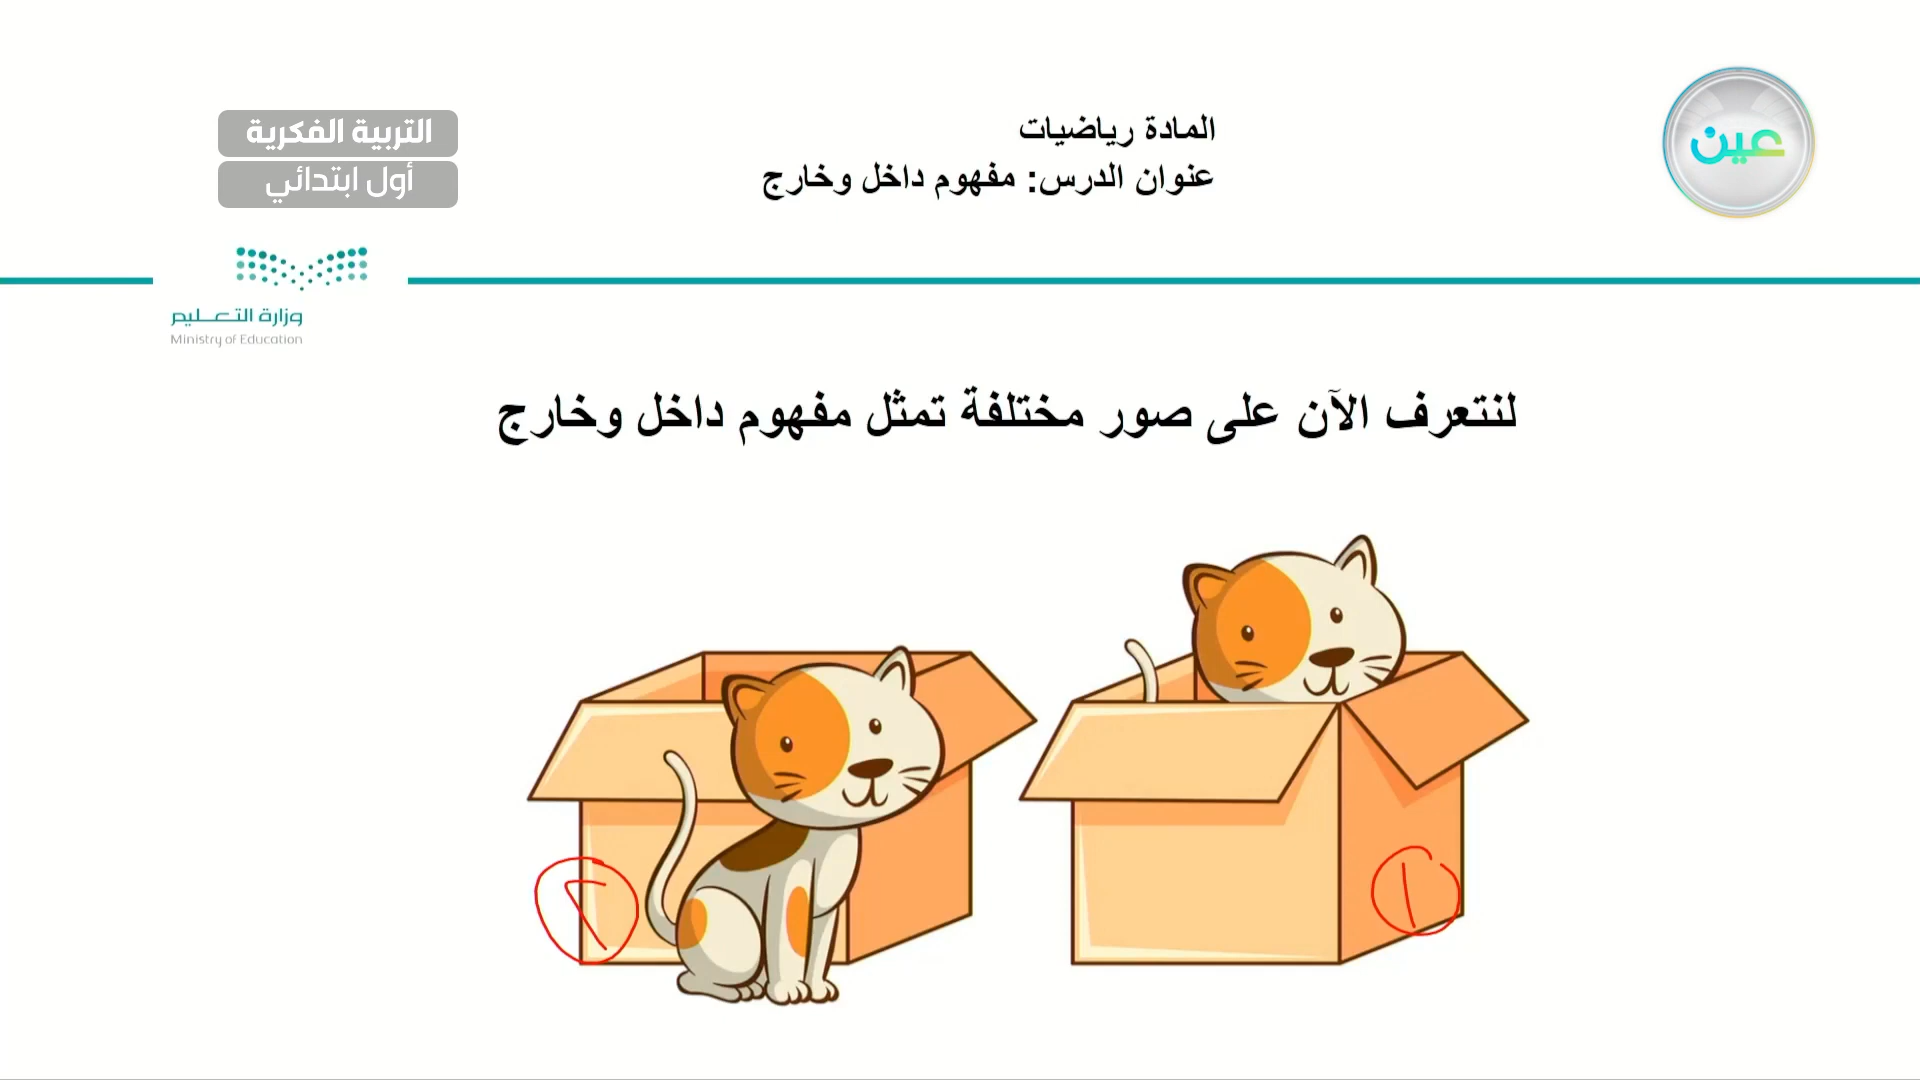 عين
المادة رياضيات
عنوان الدرس: مفهوم داخل وخارج
التربية الفكرية
أول ابتدائي
وزارة التعليم
Ministry of Education
لنتعرف الآن على صور مختلفة تمثل مفهوم داخل وخارج
١
٢